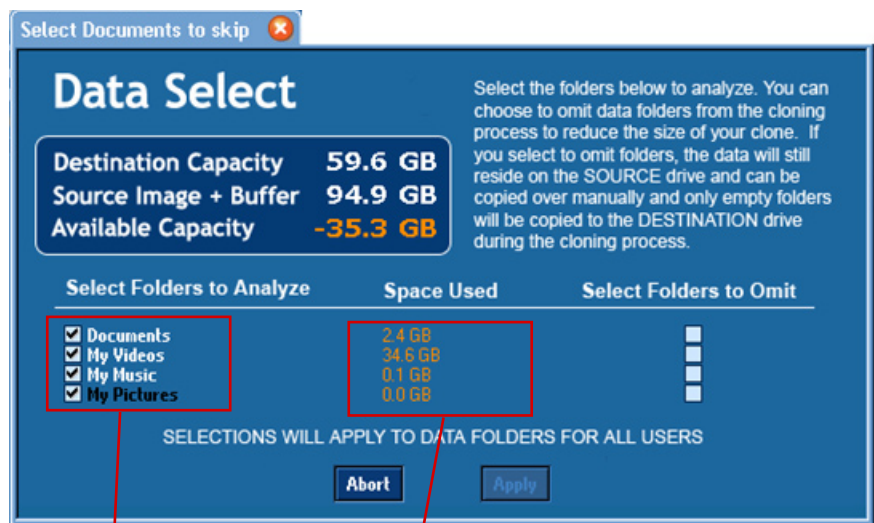 Select Documents to skip
Data Select
Select the folders below to analyze. You can
choose to omit data folders from the cloning
process to reduce the size of your clone. If
you select to omit folders, the data will still
reside on the SOURCE drive and can be
copied over manually and only empty folders
will be copied to the DESTINATION drive
during the cloning process.
Destination Capacity 59.6 GB
Source Image + Buffer 94.9 GB
Available Capacity -35.3 GB
Select Folders to Analyze Space Used Select Folders to Omit
Documents 2.4 GB
My Videos 34.6 GB
My Music 0.1 GB
My Pictures 0.0 GB
SELECTIONS WILL APPLY TO DATA FOLDERS FOR ALL USERS
Abort Apply